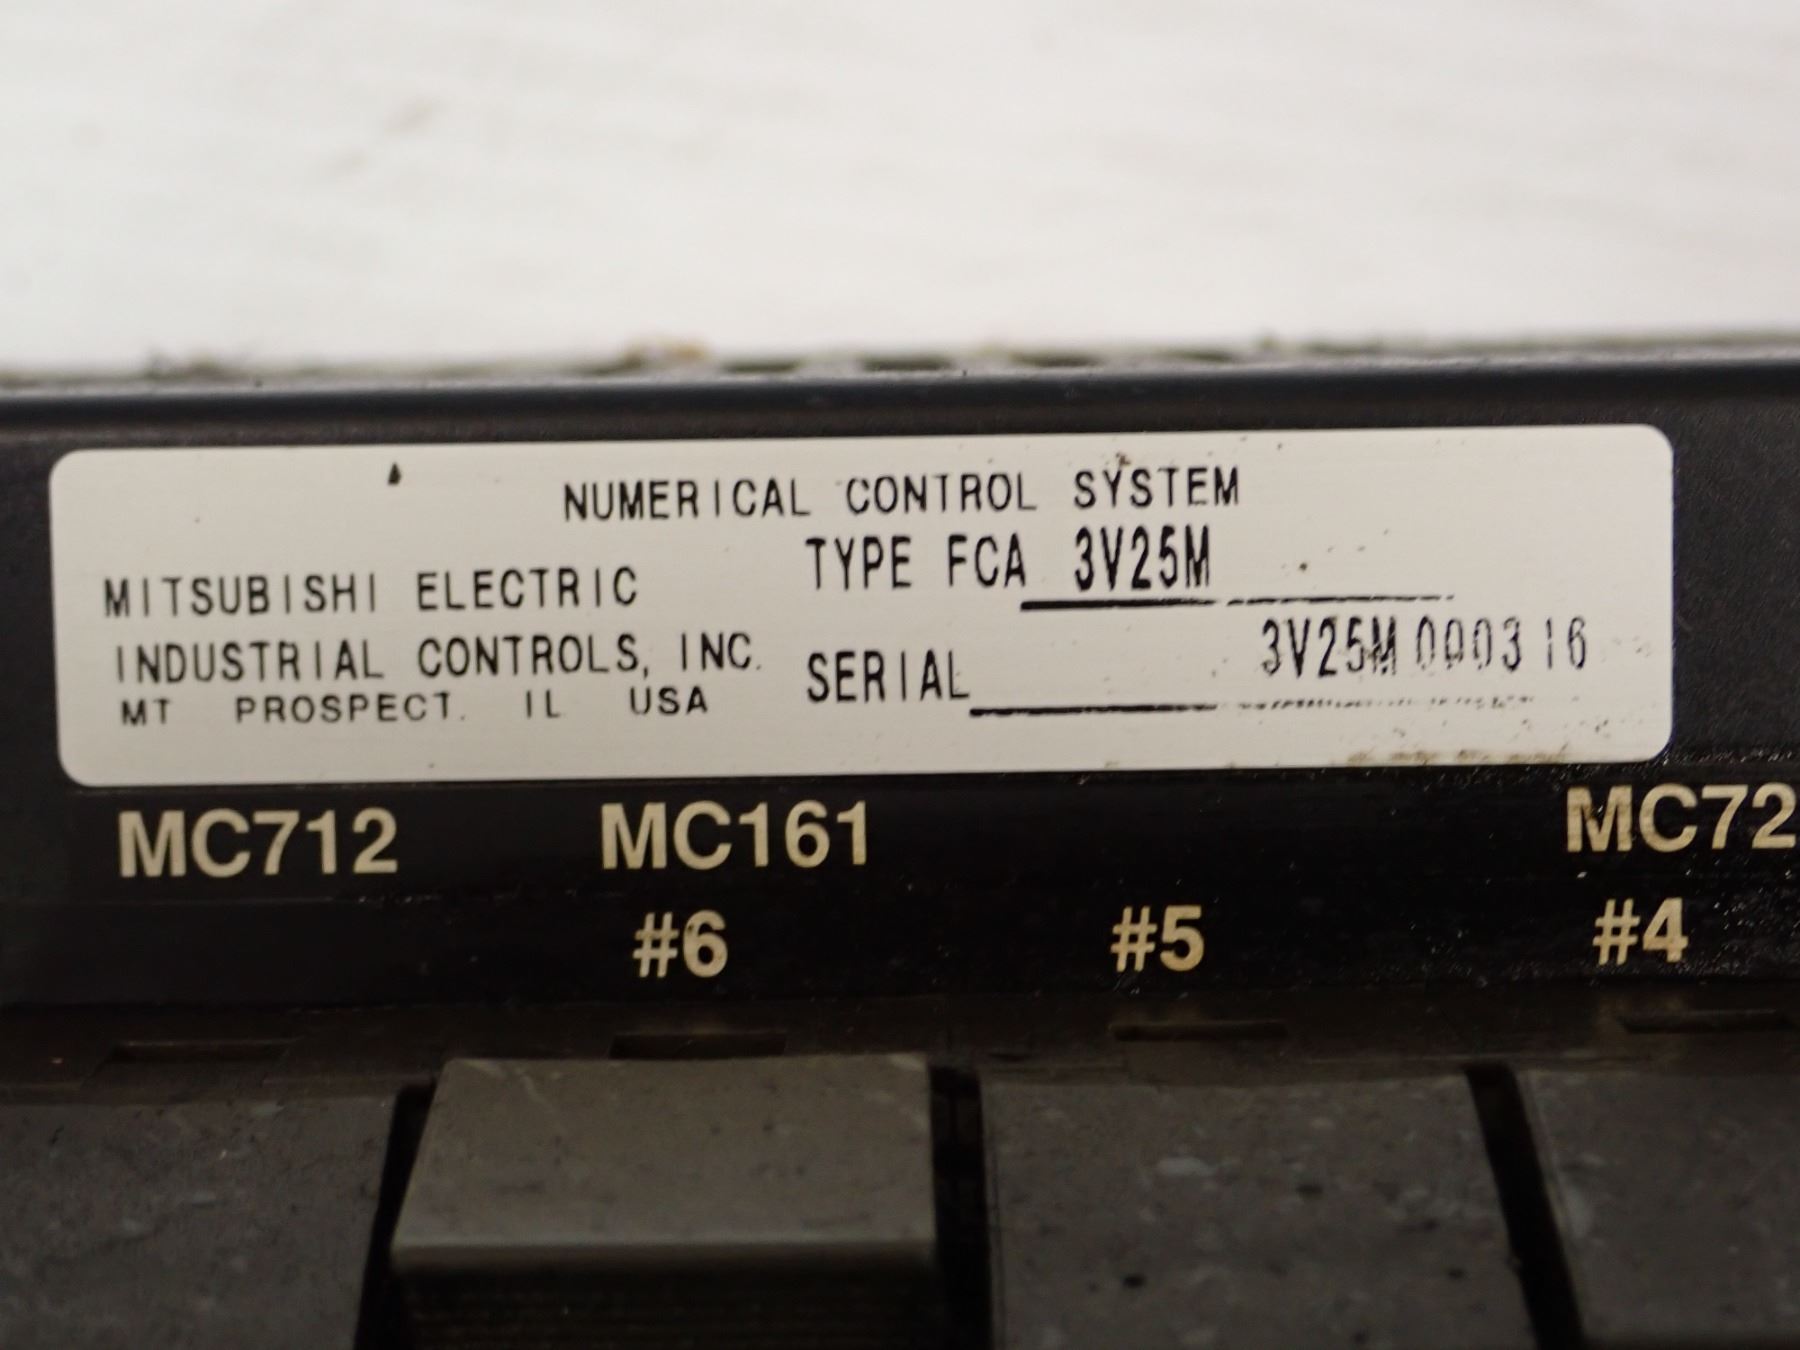 NUMERICAL CONTROL SYSTEM
TYPE FCA 3V25M
MITSUBISHI ELECTRIC
INDUSTRIAL CONTROLS, INC.
MT PROSPECT. IL USA
SERIAL 3V25M000316
MC712 MC161 MC72
#6 #5 #4